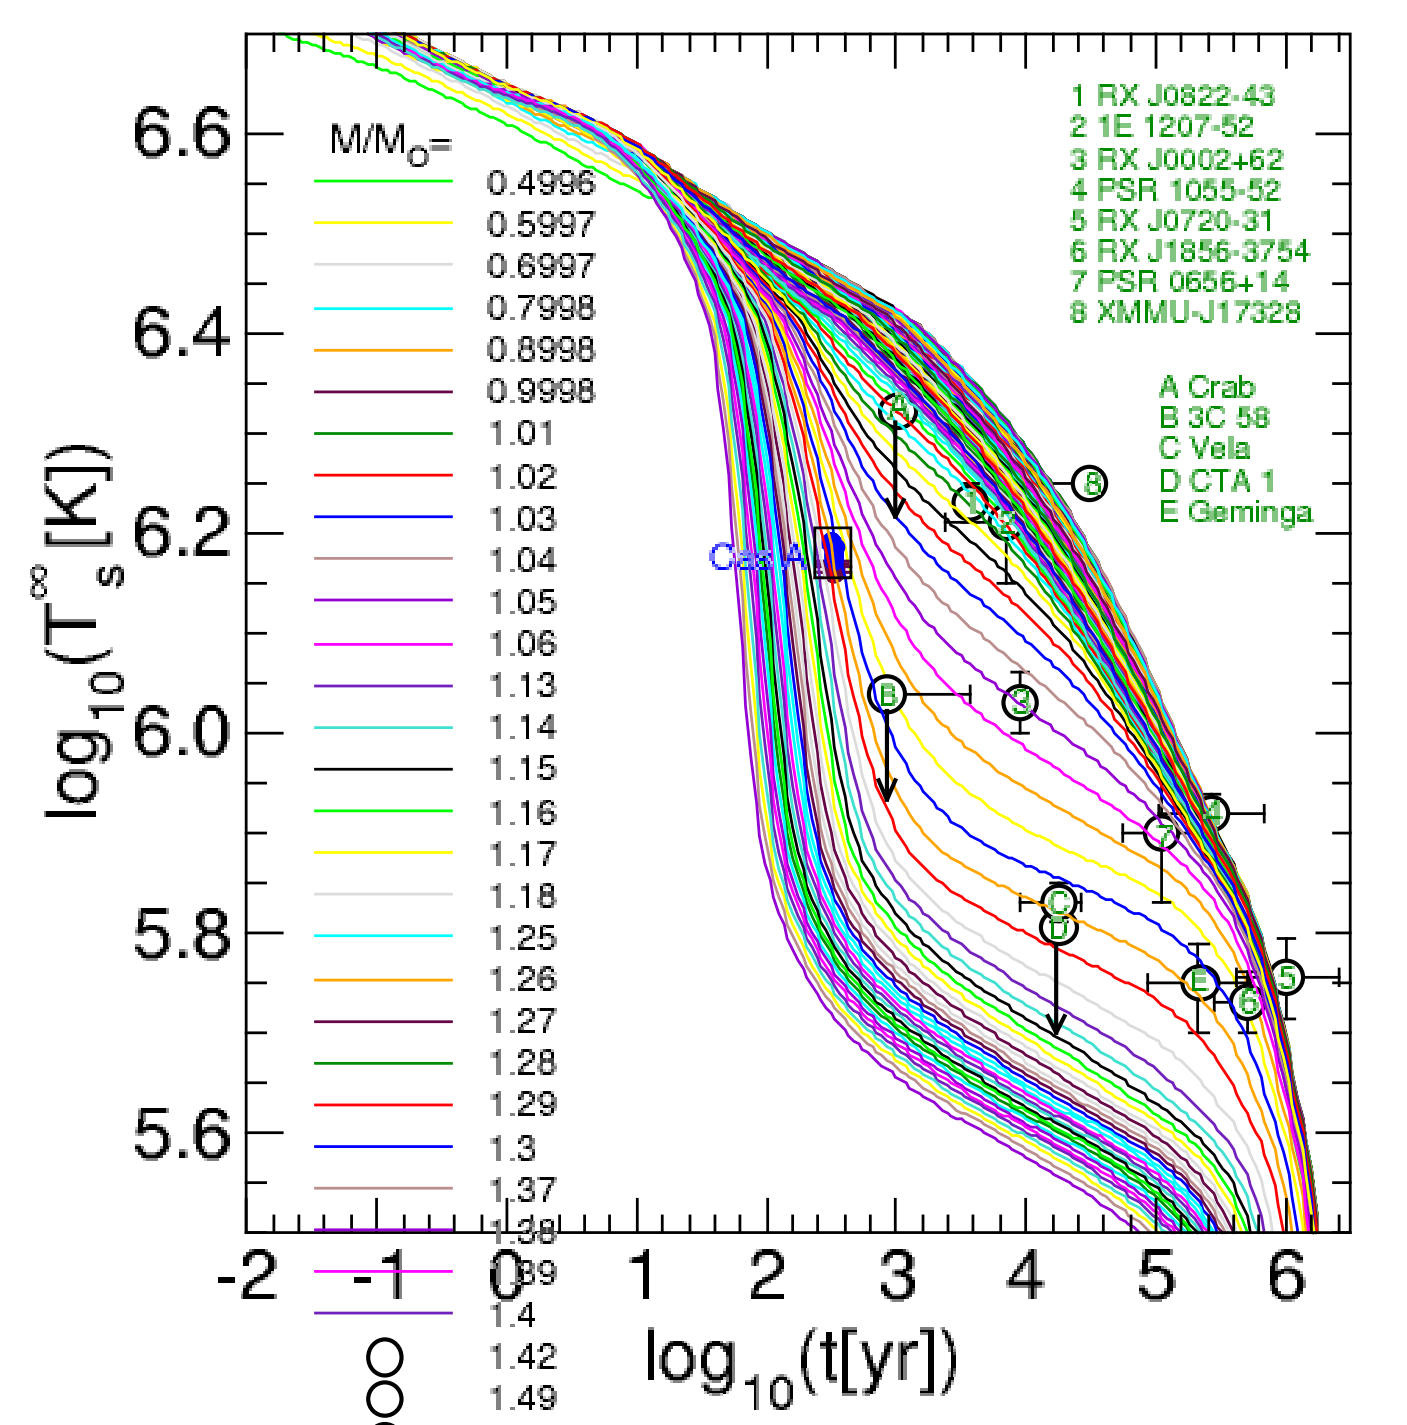 1 RX J0822-43
2 1E 1207-52
3 RX J0002+62
4 PSR 1055-52
5 RX J0720-31
6 RX J1856-3754
7 PSR 0656+14
8 XMMU-J17328
A Crab
B 3C 58
C Vela
D CTA 1
E Geminga
M/M_O=
0.4996
0.5997
0.6997
0.7998
0.8998
0.9998
1.01
1.02
1.03
1.04
1.05
1.06
1.13
1.14
1.15
1.16
1.17
1.18
1.25
1.26
1.27
1.28
1.29
1.3
1.37
1.38
1.39
1.4
1.42
1.49
6.6
6.4
6.2
6.0
5.8
5.6
log10(T∞s [K])
A
1
2
8
Cas A
B
3
4
7
C
D
E
6
5
-2 -1 0 1 2 3 4 5 6
log10(t[yr])